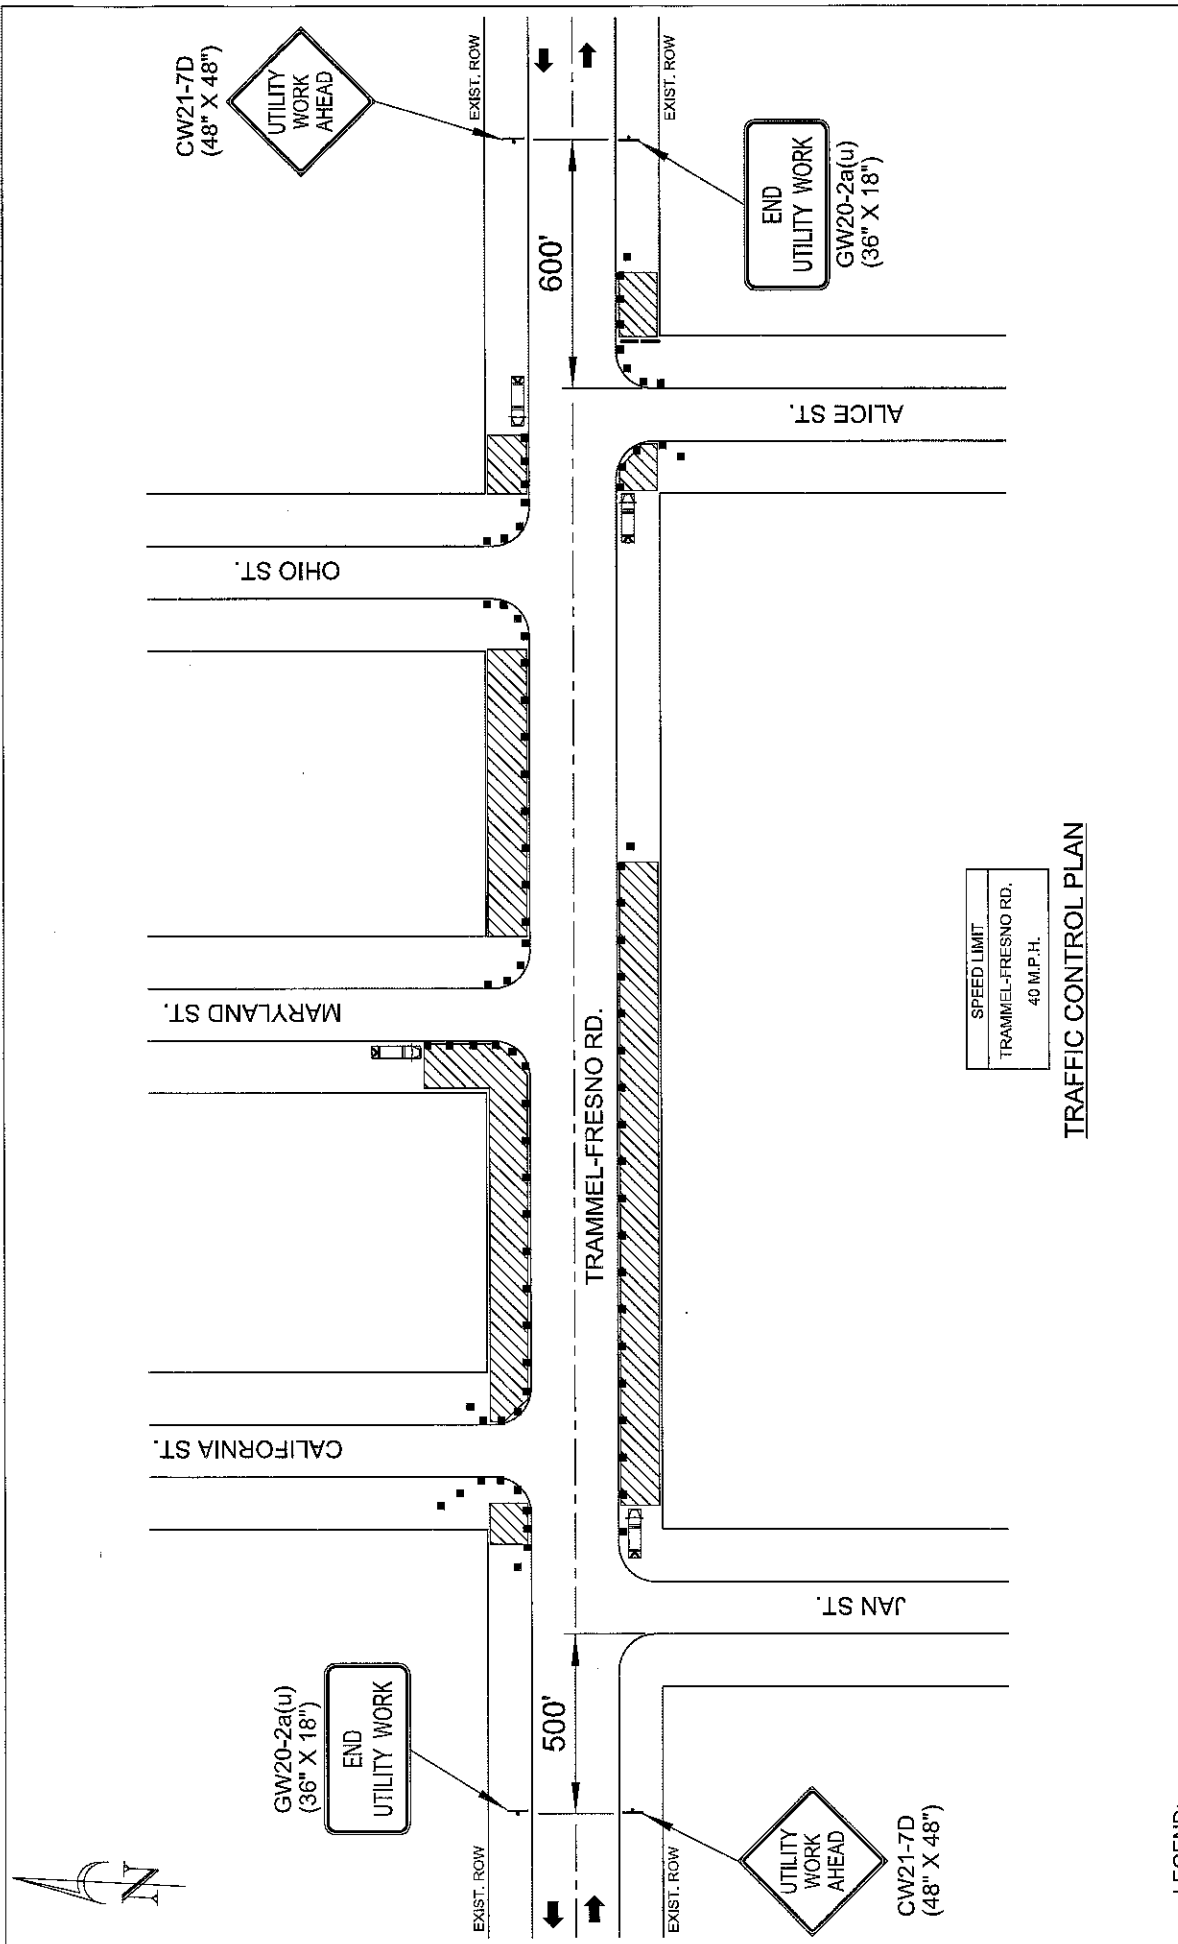 CW21-7D
(48" X 48")
UTILITY
WORK
AHEAD
EXIST. ROW
EXIST. ROW
END
UTILITY WORK
GW20-2a(u)
(36" X 18")
600'
OHIO ST.
ALICE ST.
MARYLAND ST.
TRAMMEL-FRESNO RD.
CALIFORNIA ST.
JAN ST.
SPEED LIMIT
TRAMMEL-FRESNO RD.
40 M.P.H.
TRAFFIC CONTROL PLAN
GW20-2a(u)
(36" X 18")
END
UTILITY WORK
500'
EXIST. ROW
EXIST. ROW
UTILITY
WORK
AHEAD
CW21-7D
(48" X 48")
N
LEGEND: